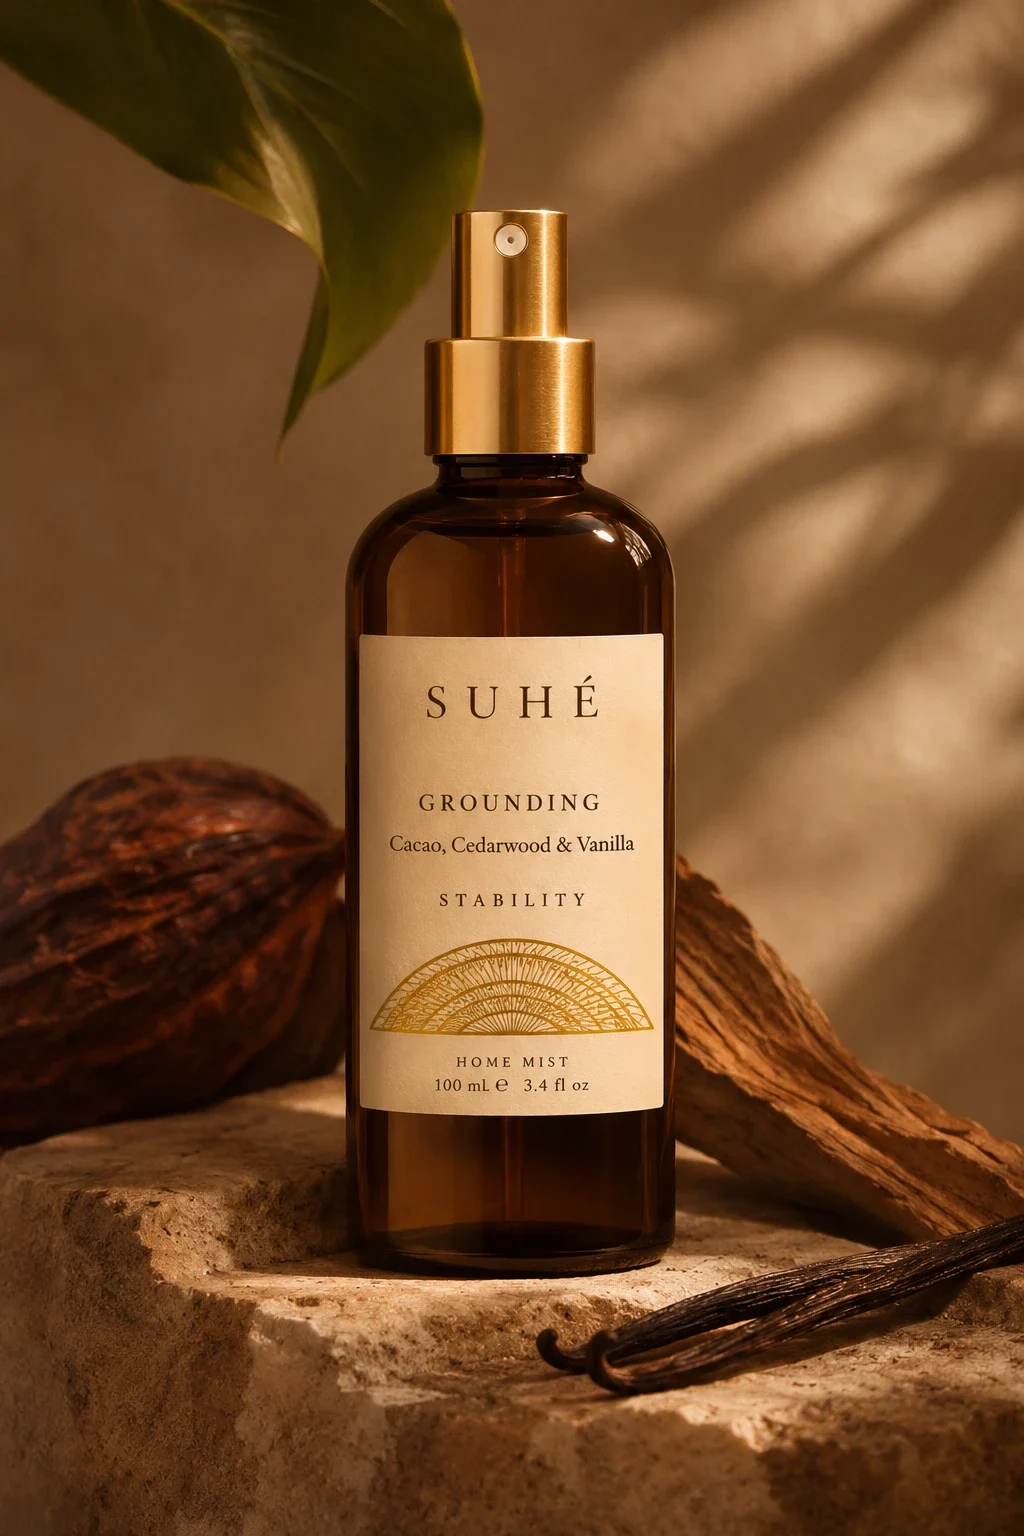 SUHÉ
GROUNDING
Cacao, Cedarwood & Vanilla
STABILITY
HOME MIST
100 mL ℮ 3.4 fl oz